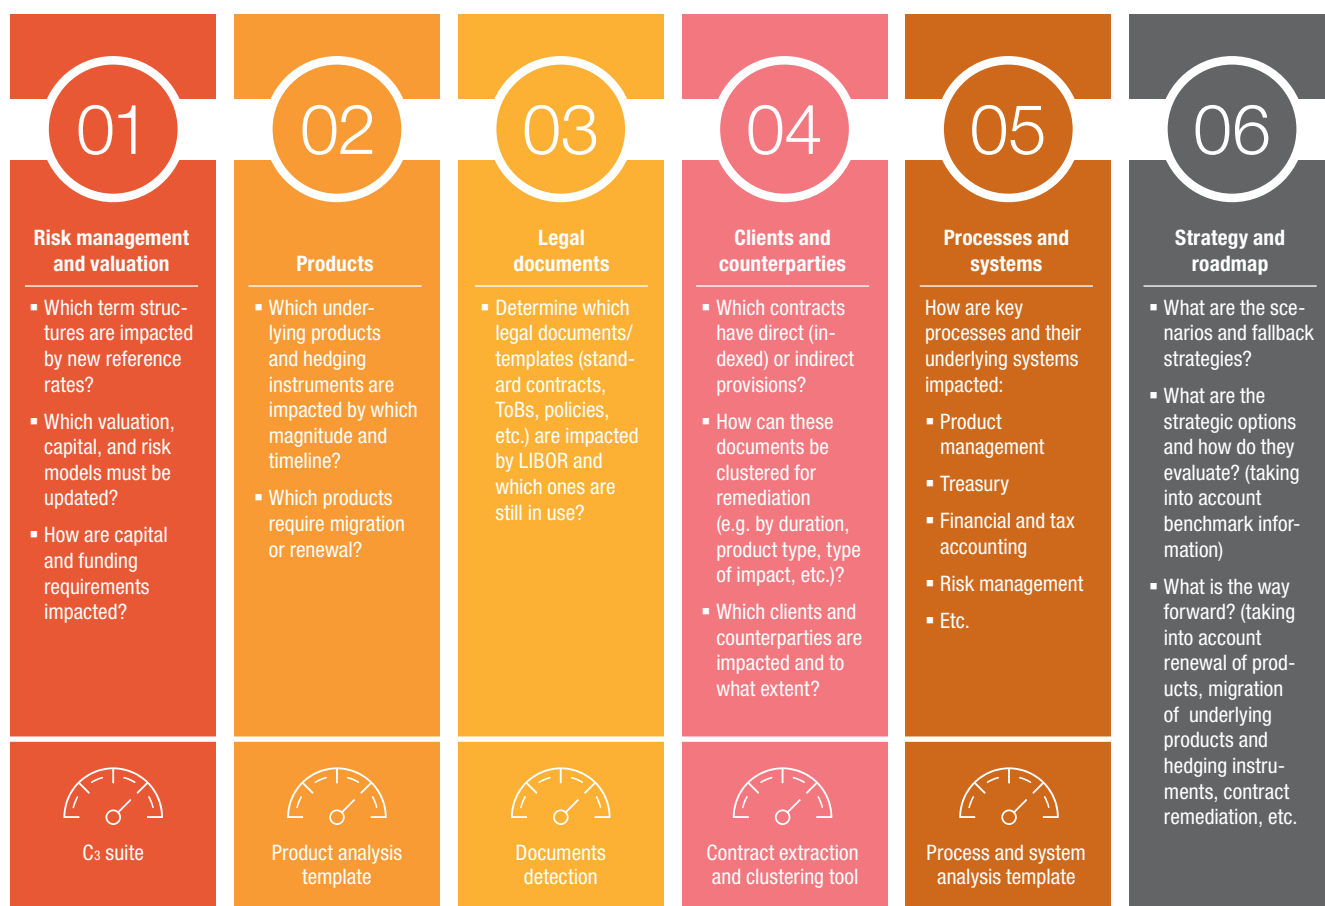 01
Risk management
and valuation
▪ Which term struc-
tures are impacted
by new reference
rates?
▪ Which valuation,
capital, and risk
models must be
updated?
▪ How are capital
and funding
requirements
impacted?
C₃ suite
02
Products
▪ Which under-
lying products
and hedging
instruments are
impacted by which
magnitude and
timeline?
▪ Which products
require migration
or renewal?
Product analysis
template
03
Legal
documents
▪ Determine which
legal documents/
templates (stand-
ard contracts,
ToBs, policies,
etc.) are impacted
by LIBOR and
which ones are
still in use?
Documents
detection
04
Clients and
counterparties
▪ Which contracts
have direct (in-
dexed) or indirect
provisions?
▪ How can these
documents be
clustered for
remediation
(e.g. by duration,
product type, type
of impact, etc.)?
▪ Which clients and
counterparties are
impacted and to
what extent?
Contract extraction
and clustering tool
05
Processes and
systems
How are key
processes and their
underlying systems
impacted:
▪ Product
management
▪ Treasury
▪ Financial and tax
accounting
▪ Risk management
▪ Etc.
Process and system
analysis template
06
Strategy and
roadmap
▪ What are the sce-
narios and fallback
strategies?
▪ What are the
strategic options
and how do they
evaluate? (taking
into account
benchmark infor-
mation)
▪ What is the way
forward? (taking
into account
renewal of prod-
ucts, migration
of underlying
products and
hedging instru-
ments, contract
remediation, etc.